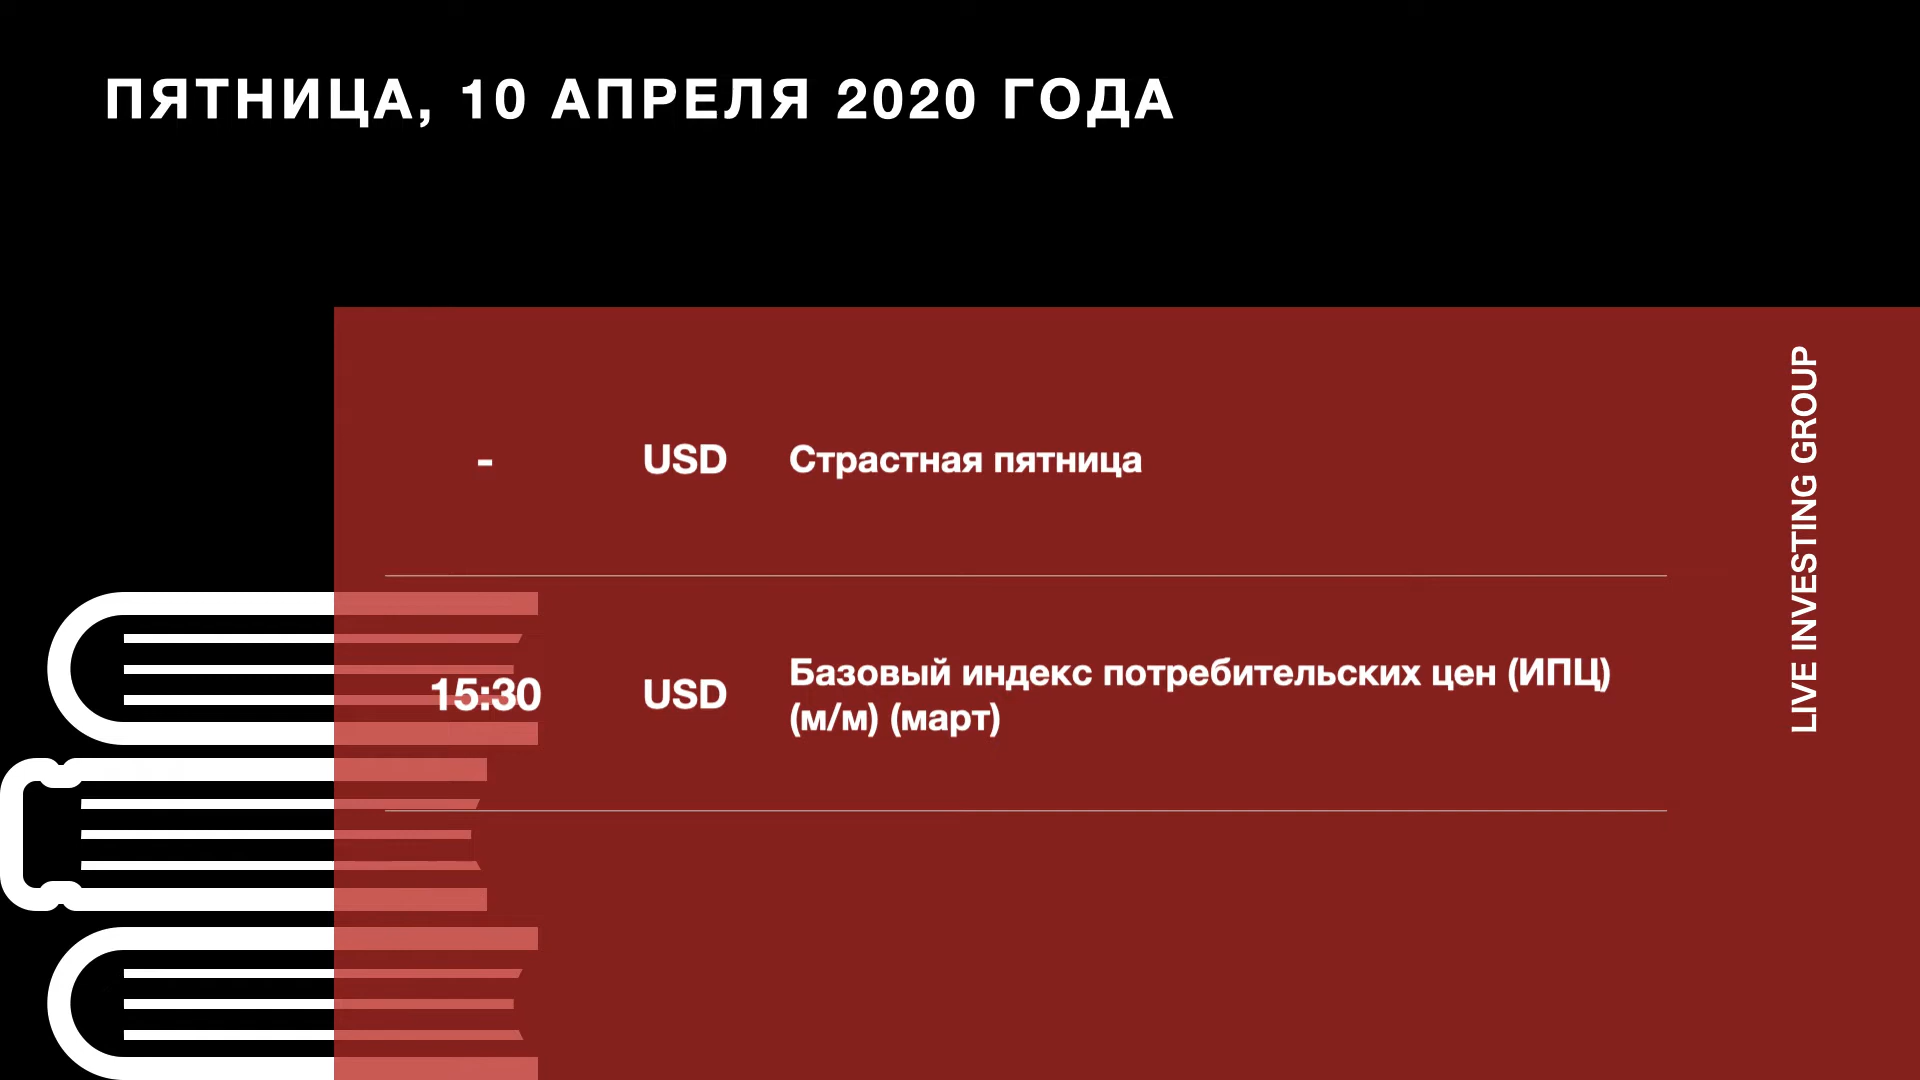 ПЯТНИЦА, 10 АПРЕЛЯ 2020 ГОДА
- USD Страстная пятница
15:30 USD Базовый индекс потребительских цен (ИПЦ)
(м/м) (март)
LIVE INVESTING GROUP